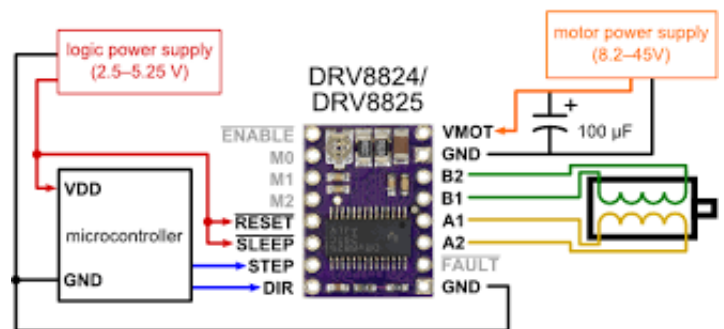 logic power supply
(2.5–5.25 V)
motor power supply
(8.2–45V)
DRV8824/
DRV8825
+
100 µF
ENABLE
M0
M1
M2
RESET
SLEEP
STEP
DIR
VMOT
GND
B2
B1
A1
A2
FAULT
GND
VDD
microcontroller
GND